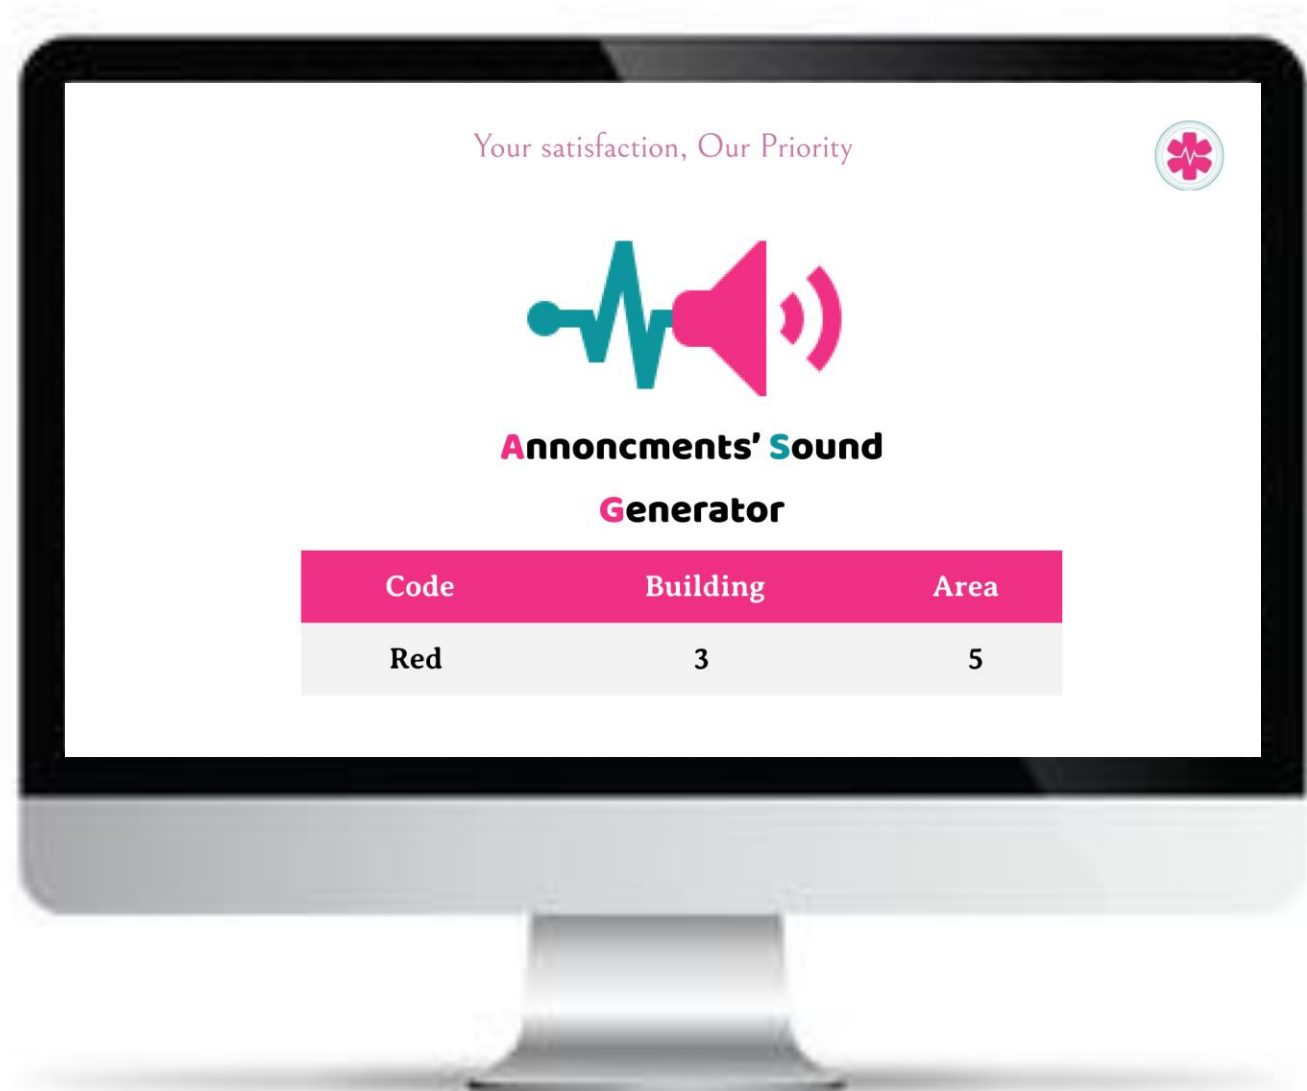 Your satisfaction, Our Priority
Annoncments' Sound
Generator
Code Building Area
Red 3 5